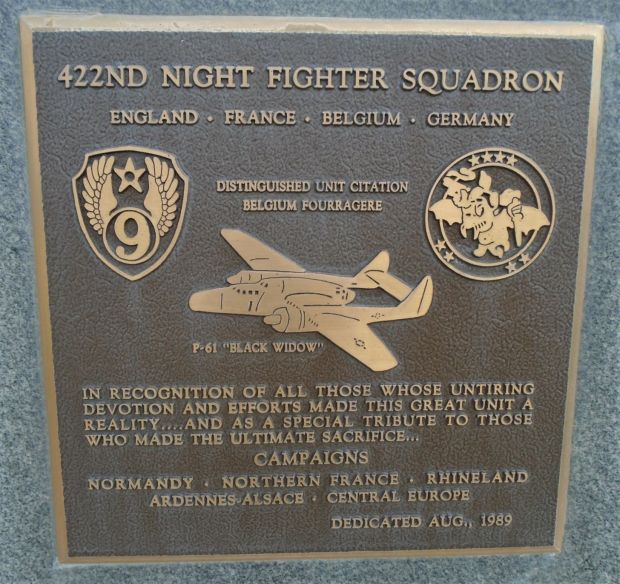 422ND NIGHT FIGHTER SQUADRON
ENGLAND · FRANCE · BELGIUM · GERMANY
DISTINGUISHED UNIT CITATION
BELGIUM FOURRAGERE
9
P-61 "BLACK WIDOW"
IN RECOGNITION OF ALL THOSE WHOSE UNTIRING
DEVOTION AND EFFORTS MADE THIS GREAT UNIT A
REALITY....AND AS A SPECIAL TRIBUTE TO THOSE
WHO MADE THE ULTIMATE SACRIFICE...
CAMPAIGNS
NORMANDY · NORTHERN FRANCE · RHINELAND
ARDENNES-ALSACE · CENTRAL EUROPE
DEDICATED AUG., 1989